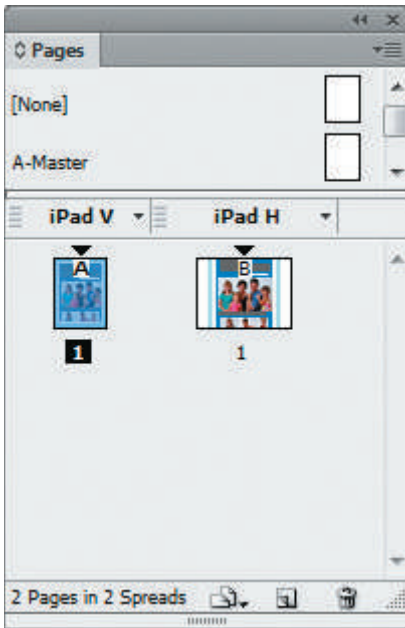 Pages
[None]
A-Master
iPad V iPad H
A B
1 1
2 Pages in 2 Spreads